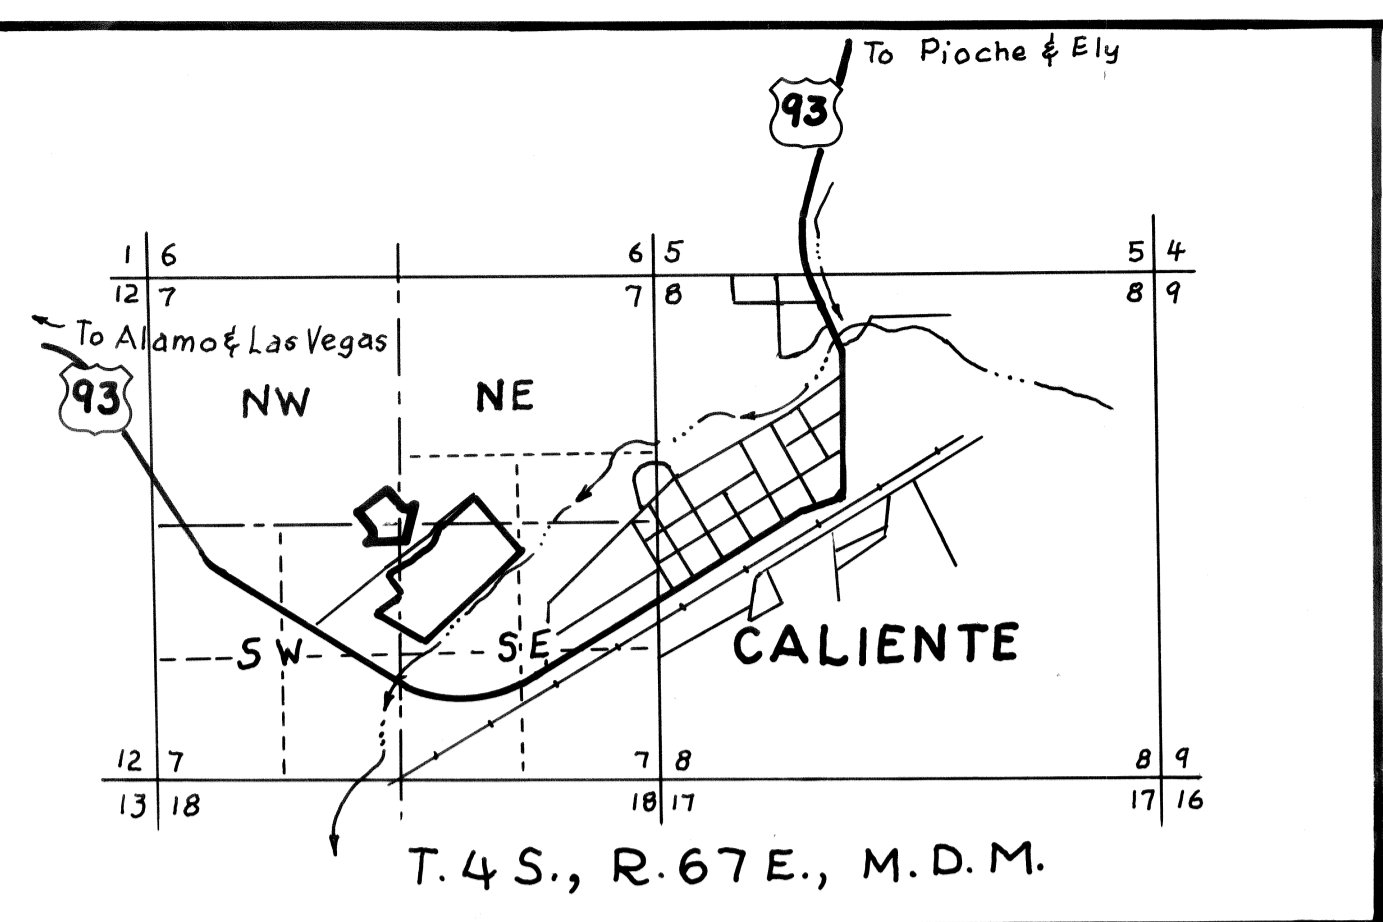 To Pioche & Ely
93
1 6
6 5
5 4
12 7
7 8
8 9
To Alamo & Las Vegas
93
NW
NE
SW
SE
CALIENTE
12 7
7 8
8 9
13 18
18 17
17 16
T. 4 S., R. 67 E., M. D. M.